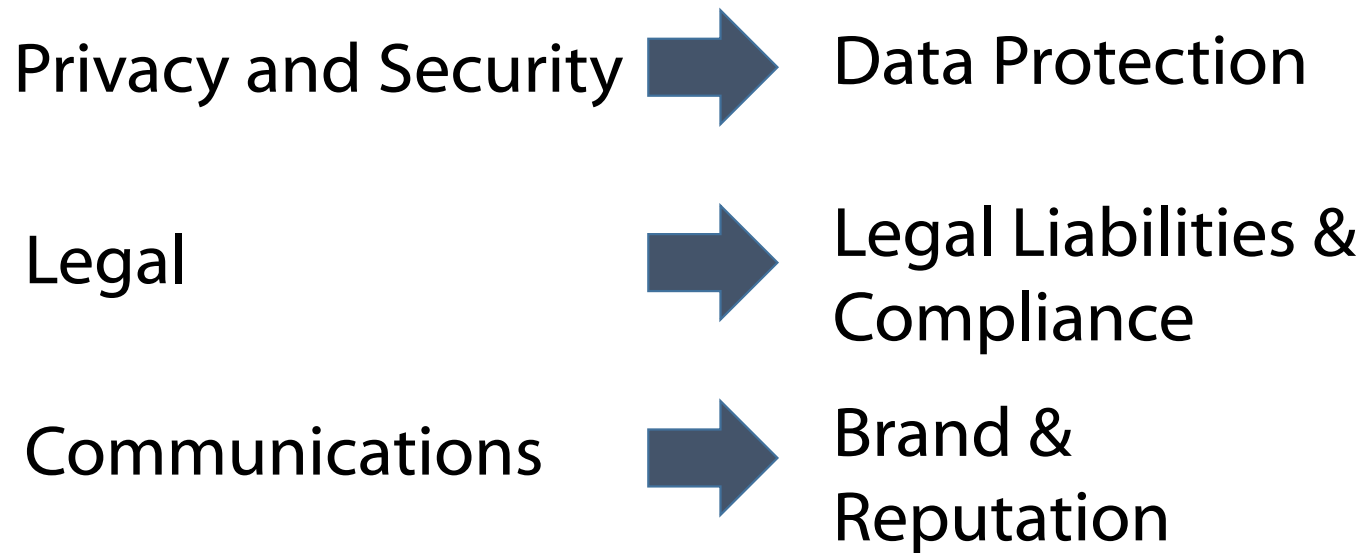 Privacy and Security
Data Protection
Legal
Legal Liabilities &
Compliance
Communications
Brand &
Reputation